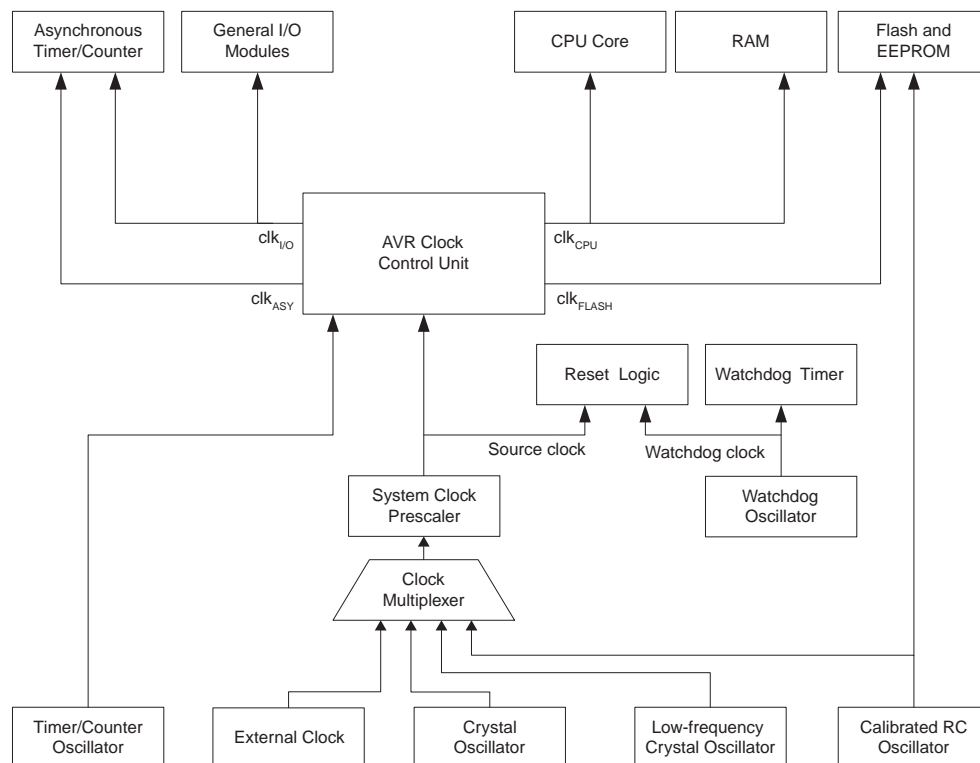 Asynchronous
Timer/Counter
General I/O
Modules
CPU Core
RAM
Flash and
EEPROM
clkI/O
AVR Clock
Control Unit
clkCPU
clkASY
clkFLASH
Reset Logic
Watchdog Timer
Source clock
Watchdog clock
System Clock
Prescaler
Watchdog
Oscillator
Clock
Multiplexer
Timer/Counter
Oscillator
External Clock
Crystal
Oscillator
Low-frequency
Crystal Oscillator
Calibrated RC
Oscillator